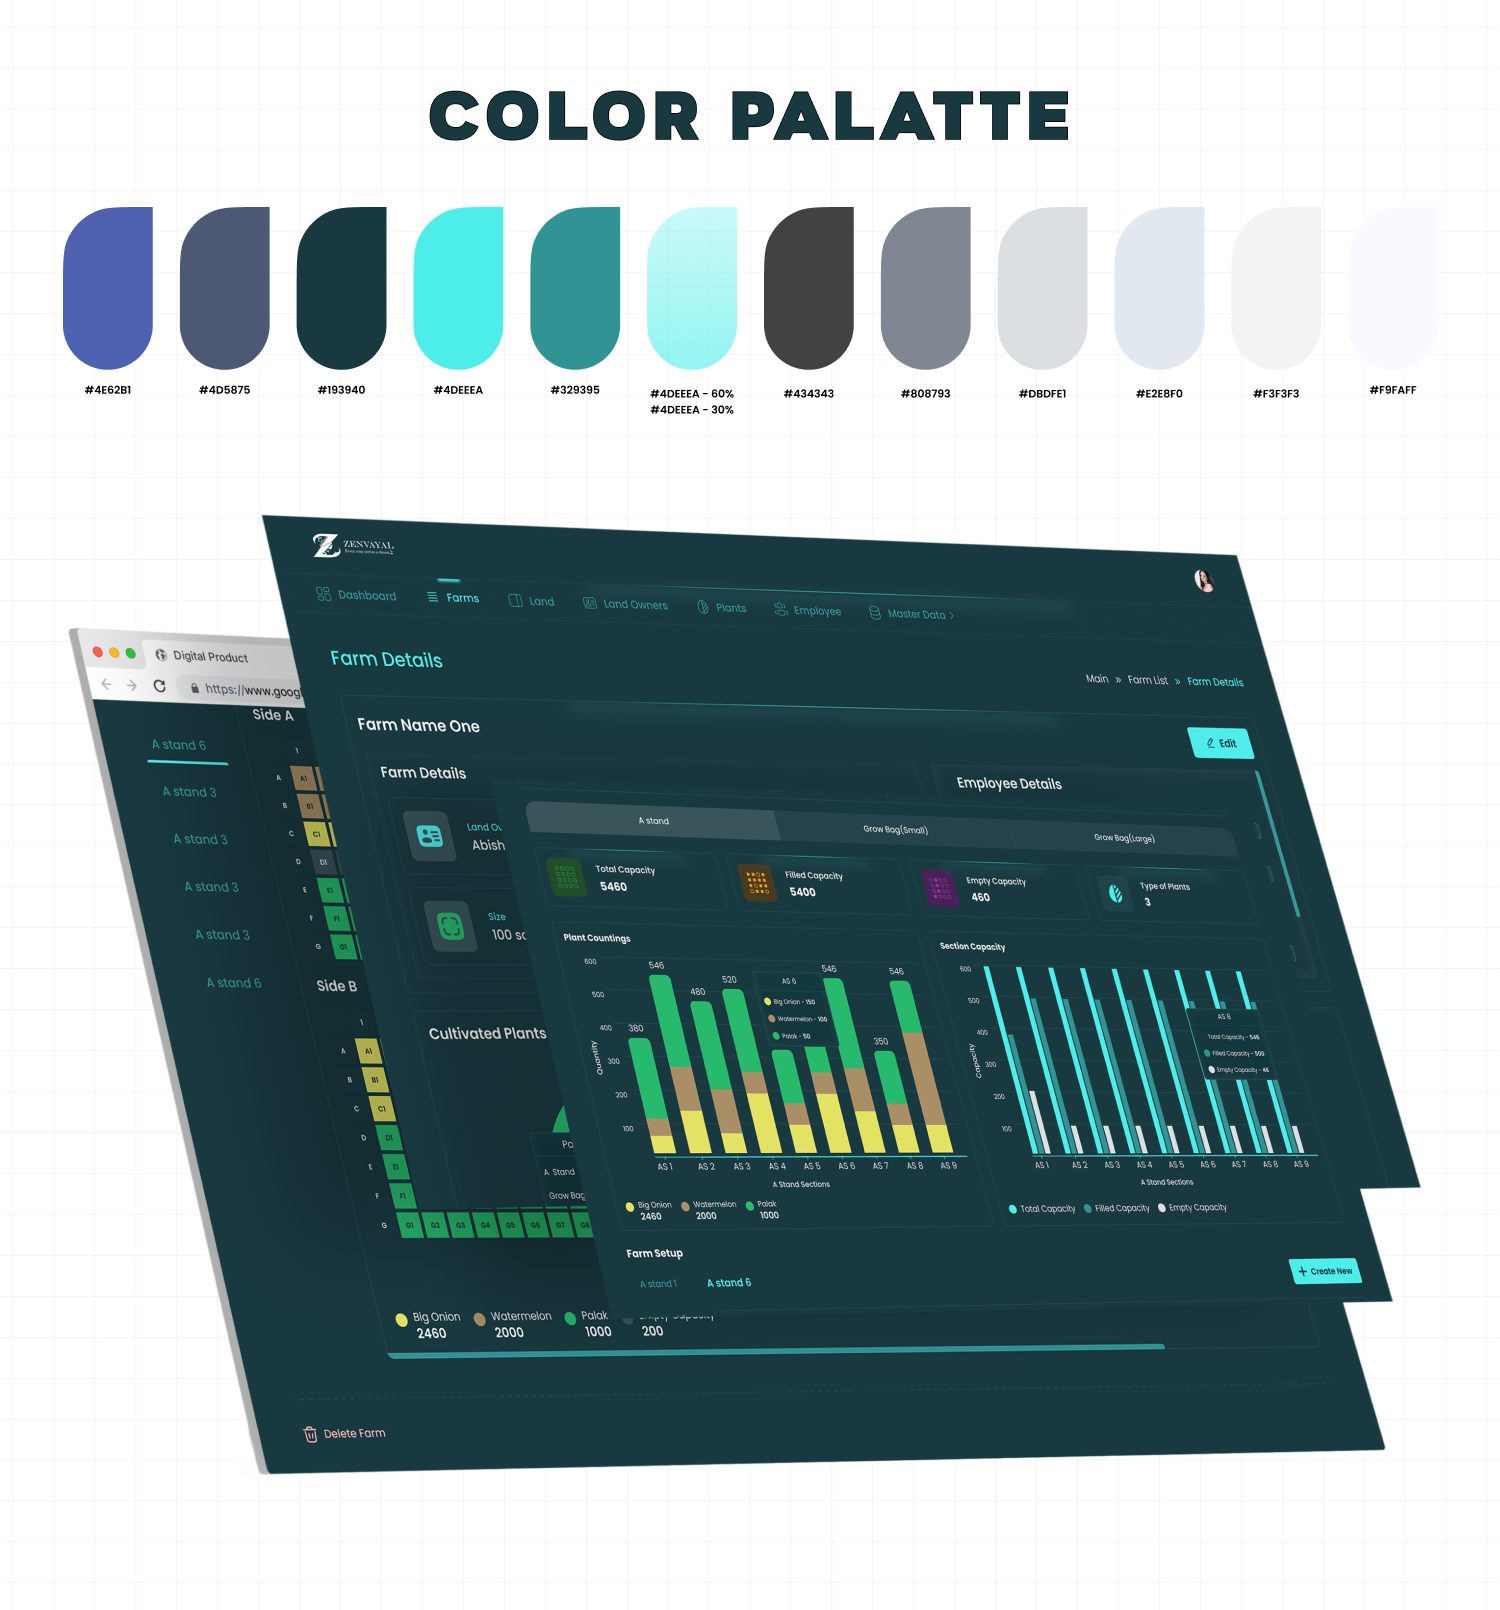 COLOR PALATTE
#4E62B1
#4D5875
#193940
#4DEEEA
#329395
#4DEEEA - 60%
#4DEEEA - 30%
#434343
#808793
#DBDFE1
#E2E8F0
#F3F3F3
#F9FAFF
ZENVAYAL
Dashboard
Farms
Land
Land Owners
Plants
Employee
Master Data
Farm Details
Main » Farm List » Farm Details
Farm Name One
Edit
Farm Details
Employee Details
Land Ow
Abish
Size
100 sq
Cultivated Plants
A Stand
Grow Bag
Digital Product
https://www.goog
A stand 6
A stand 3
A stand 3
A stand 3
A stand 3
A stand 6
Side A
1
A A1
B B1
C C1
D D1
E E1
F F1
G G1
Side B
1
A A1
B B1
C C1
D D1
E E1
F F1
G G1 G2 G3 G4 G5 G6 G7 G8
Big Onion
2460
Watermelon
2000
Palak
1000
Empty Capacity
200
Delete Farm
A stand
Grow Bag(Small)
Grow Bag(Large)
Total Capacity
5460
Filled Capacity
5400
Empty Capacity
460
Type of Plants
3
Plant Countings
600
500
400
300
200
100
Quantity
380 546 480 520 546 350 546
AS 6
Big Onion - 150
Watermelon - 100
Palak - 50
AS 1 AS 2 AS 3 AS 4 AS 5 AS 6 AS 7 AS 8 AS 9
A Stand Sections
Big Onion
2460
Watermelon
2000
Palak
1000
Section Capacity
600
500
400
300
200
100
Capacity
AS 8
Total Capacity - 546
Filled Capacity - 500
Empty Capacity - 46
AS 1 AS 2 AS 3 AS 4 AS 5 AS 6 AS 7 AS 8 AS 9
A Stand Sections
Total Capacity
Filled Capacity
Empty Capacity
Farm Setup
A stand 1
A stand 6
Create New